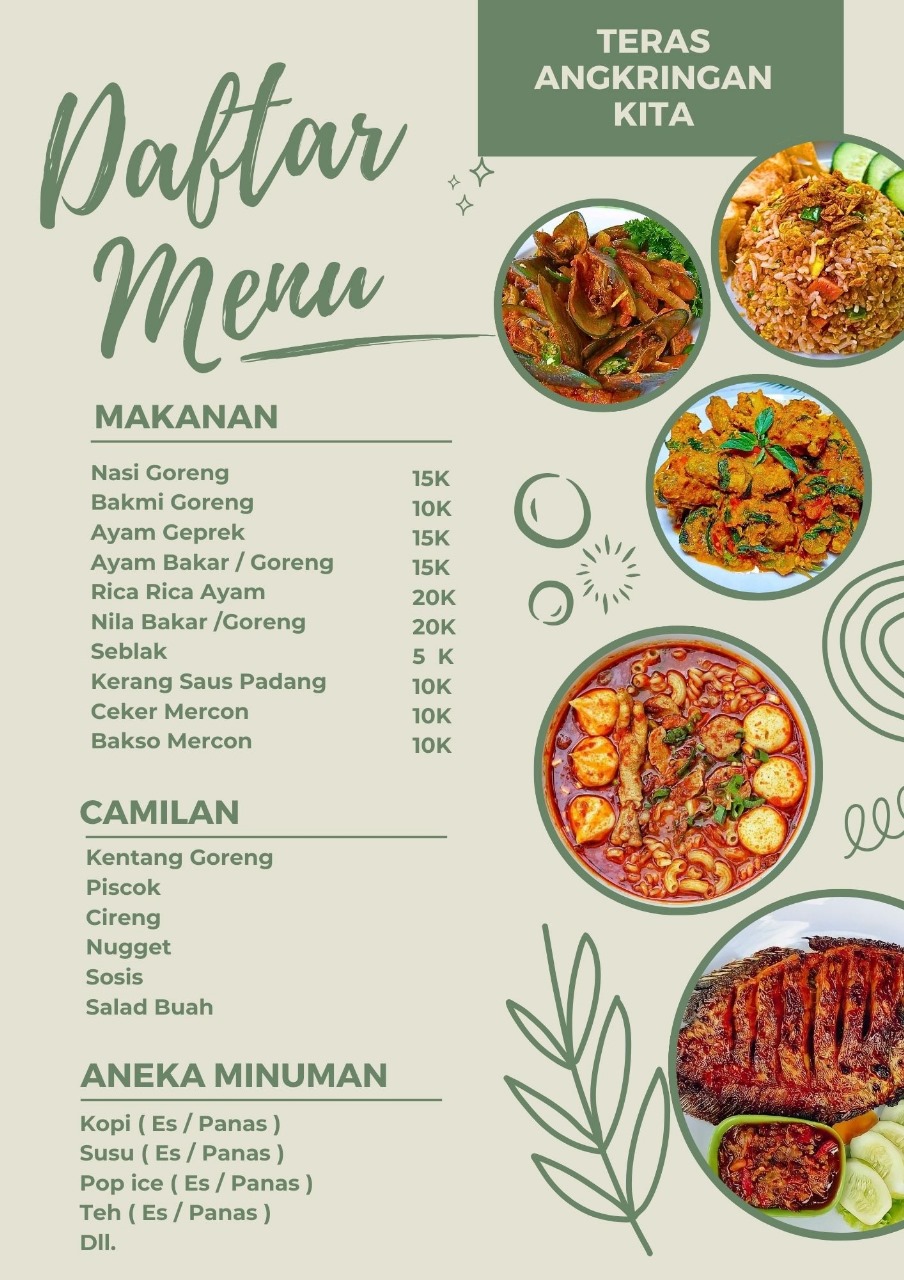 TERAS
ANGKRINGAN
KITA
Daftar
Menu
MAKANAN
Nasi Goreng 15K
Bakmi Goreng 10K
Ayam Geprek 15K
Ayam Bakar / Goreng 15K
Rica Rica Ayam 20K
Nila Bakar /Goreng 20K
Seblak 5 K
Kerang Saus Padang 10K
Ceker Mercon 10K
Bakso Mercon 10K
CAMILAN
Kentang Goreng
Piscok
Cireng
Nugget
Sosis
Salad Buah
ANEKA MINUMAN
Kopi ( Es / Panas )
Susu ( Es / Panas )
Pop ice ( Es / Panas )
Teh ( Es / Panas )
Dll.